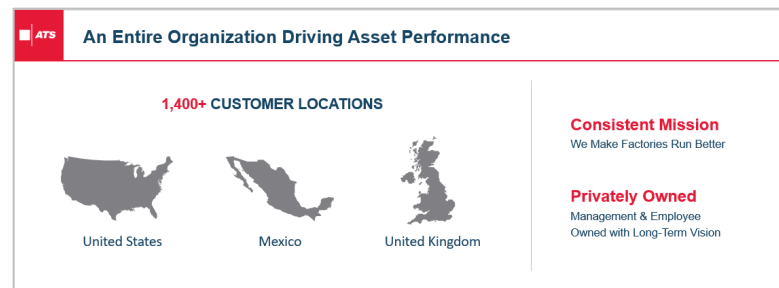 ATS
An Entire Organization Driving Asset Performance
1,400+ CUSTOMER LOCATIONS
United States
Mexico
United Kingdom
Consistent Mission
We Make Factories Run Better
Privately Owned
Management & Employee
Owned with Long-Term Vision